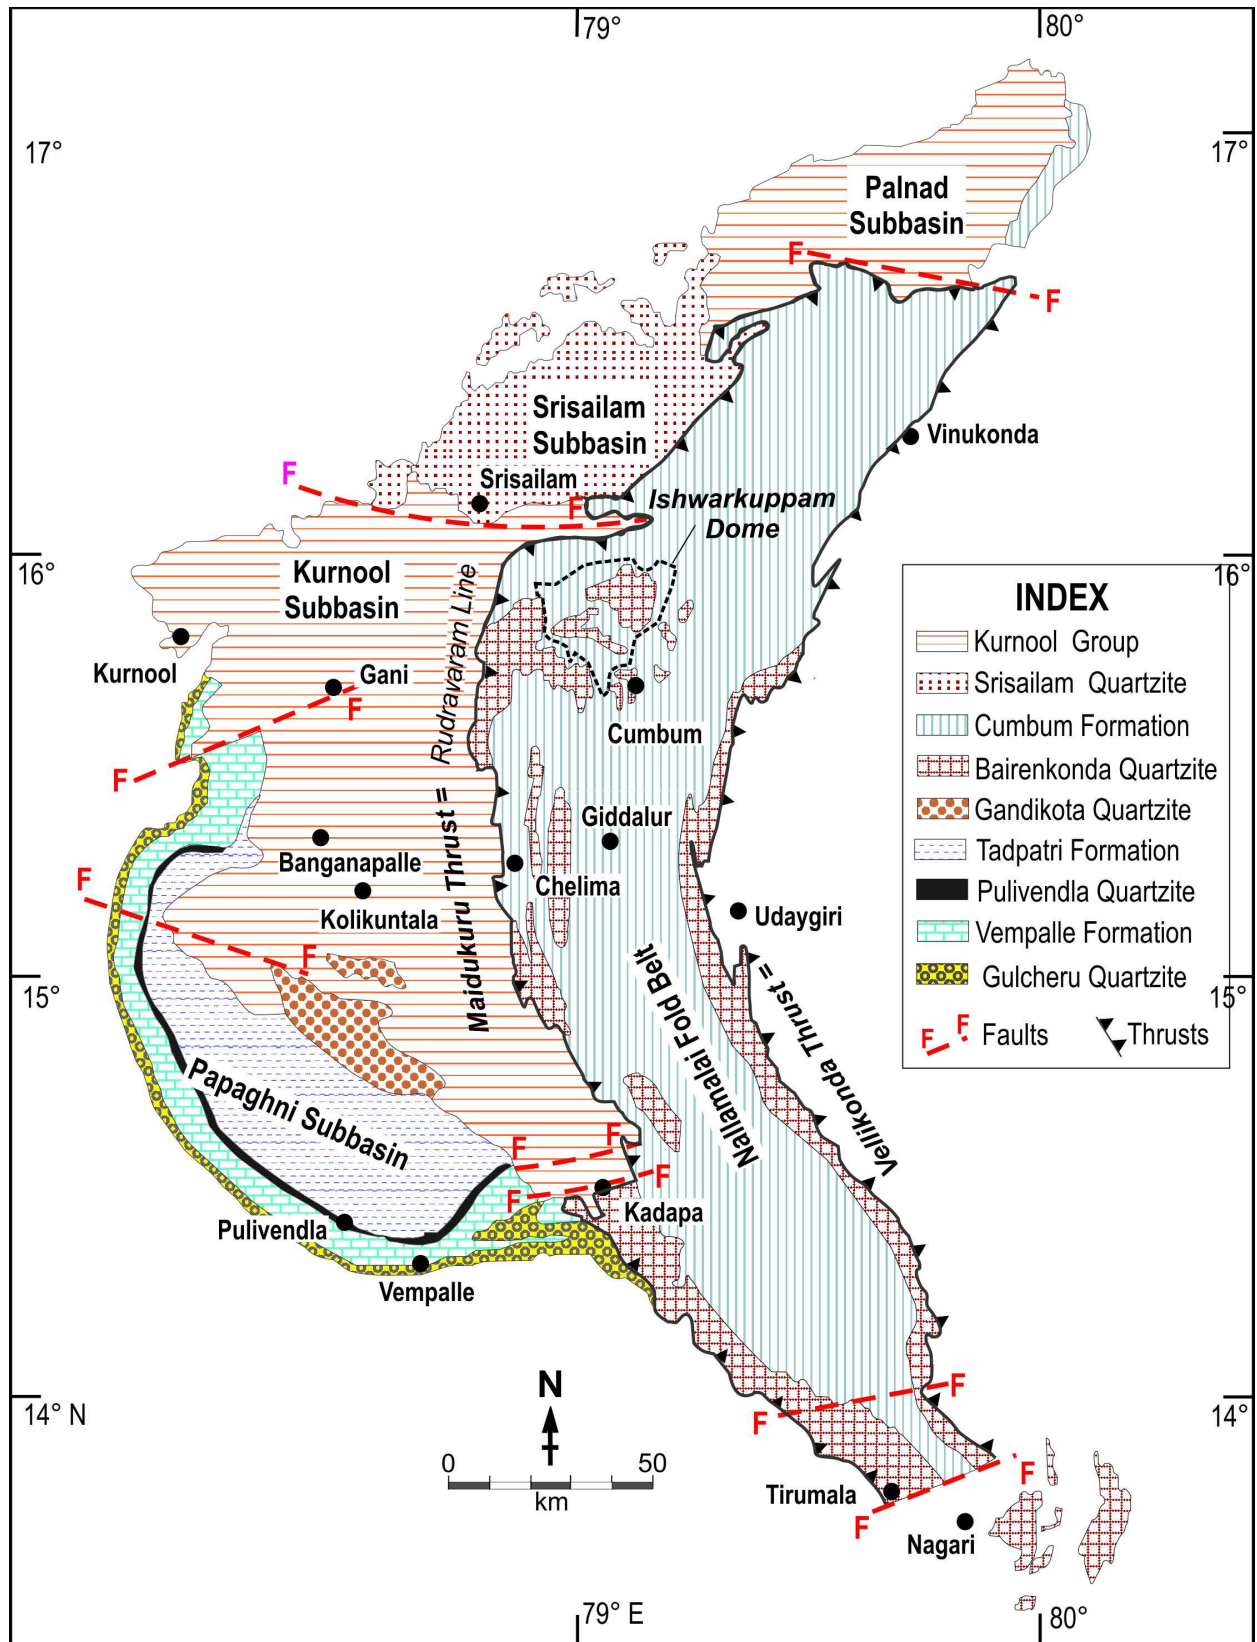 79°
80°
17°
17°
Palnad
Subbasin
F
F
Srisailam
Subbasin
Srisailam
F
F
Vinukonda
Ishwarkuppam
Dome
16°
16°
Kurnool
Subbasin
Kurnool
Gani
F
F
Maidukuru Thrust = Rudravaram Line
Cumbum
Giddalur
Banganapalle
Chelima
Kolikuntala
F
F
Udaygiri
Nallamalai Fold Belt
Vellikonda Thrust =
15°
15°
Papaghni Subbasin
F
F
F
F
Kadapa
Pulivendla
Vempalle
INDEX
Kurnool Group
Srisailam Quartzite
Cumbum Formation
Bairenkonda Quartzite
Gandikota Quartzite
Tadpatri Formation
Pulivendla Quartzite
Vempalle Formation
Gulcheru Quartzite
F F Faults
Thrusts
N
0 50
km
14° N
14°
F
F
Tirumala
F
F
Nagari
79° E
80°